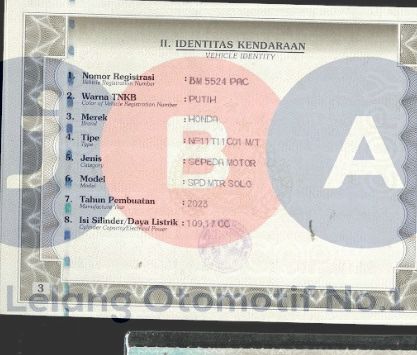 II. IDENTITAS KENDARAAN
VEHICLE IDENTITY
1. Nomor Registrasi : BM 5524 PAC
Vehicle Registration Number
2. Warna TNKB : PUTIH
Color of Vehicle Registration Number
3. Merek : HONDA
Brand
4. Tipe : NF11T11C01 M/T
Type
5. Jenis : SEPEDA MOTOR
Category
6. Model : SPD MTR SOLO
Model
7. Tahun Pembuatan : 2023
Manufacture Year
8. Isi Silinder/Daya Listrik : 109,17 CC
Cylinder Capacity/Electrical Power
JBA
3
Lelang Otomotif No.1